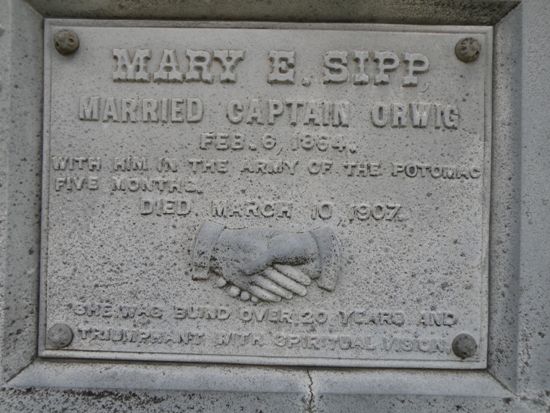 MARY E. SIPP,
MARRIED CAPTAIN ORWIG
FEB. 6, 1864.
WITH HIM IN THE ARMY OF THE POTOMAC
FIVE MONTHS.
DIED MARCH 10, 1907.
SHE WAS BLIND OVER 20 YEARS AND
TRIUMPHANT WITH SPIRITUAL VISION.